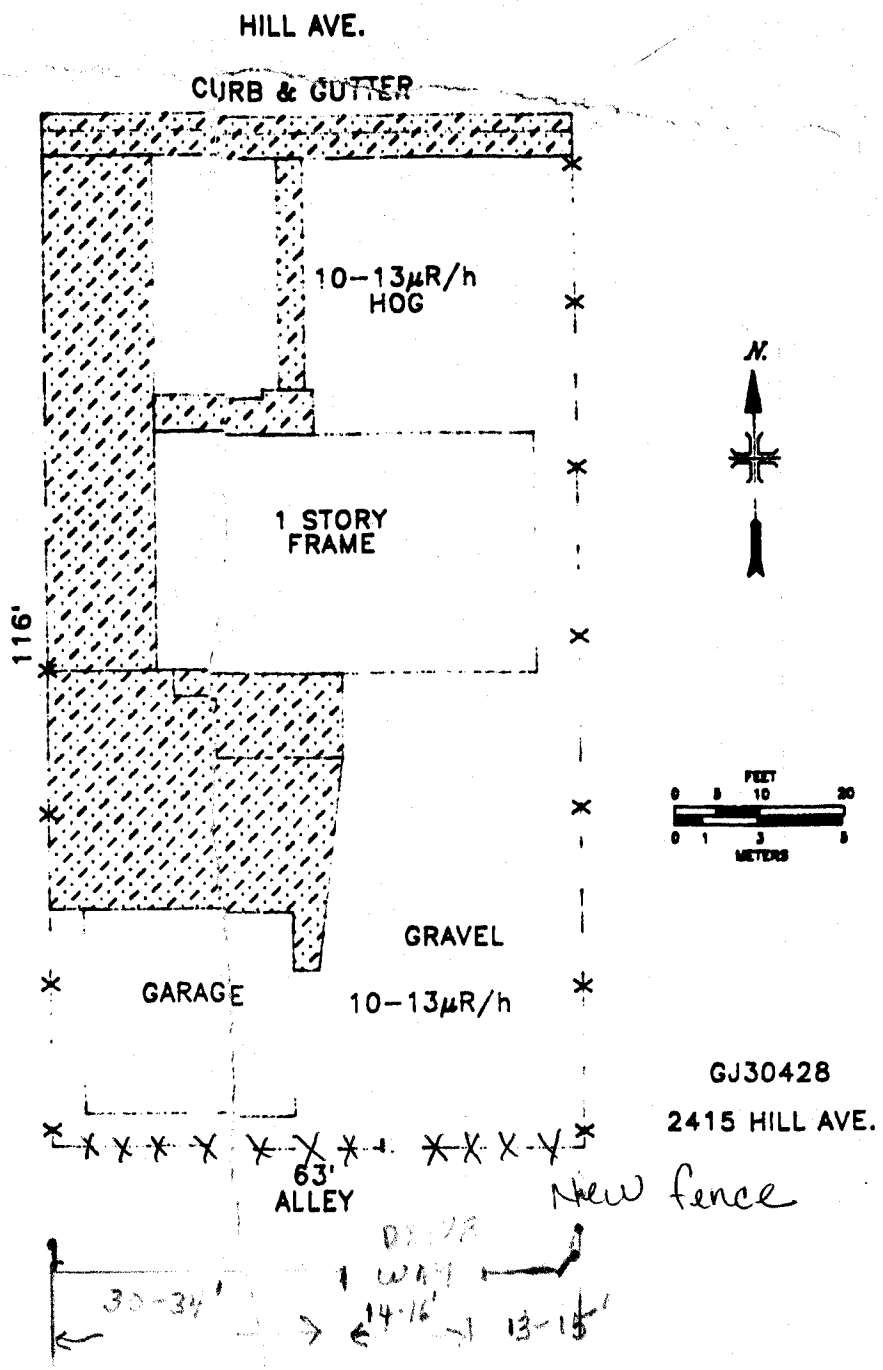 HILL AVE.
CURB & GUTTER
10-13μR/h
HOG
N.
1 STORY
FRAME
116'
FEET
0 5 10 20
0 1 3 5
METERS
GRAVEL
GARAGE
10-13μR/h
GJ30428
2415 HILL AVE.
63'
ALLEY
New fence
WAY
30-34'
14-16'
13-15'